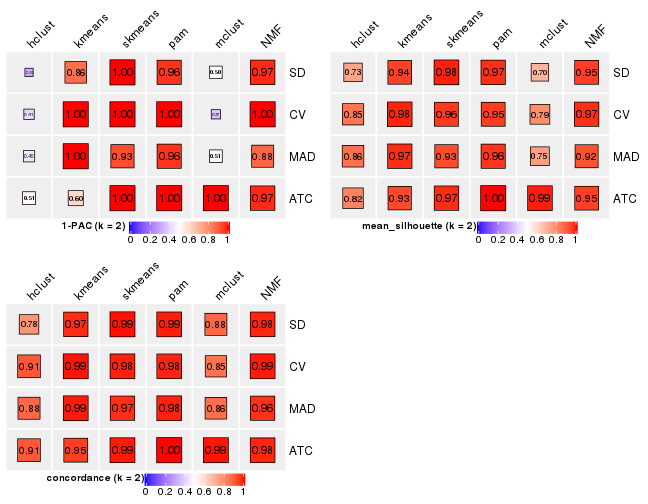 hclust kmeans skmeans pam mclust NMF
1.00 0.86 0.96 0.50 0.97 SD
0.41 1.00 1.00 1.00 1.00 CV
0.45 1.00 0.93 0.96 0.51 0.88 MAD
0.51 0.60 1.00 1.00 1.00 0.97 ATC
1-PAC (k = 2)
0 0.2 0.4 0.6 0.8 1
hclust kmeans skmeans pam mclust NMF
0.73 0.94 0.98 0.97 0.70 0.95 SD
0.85 0.98 0.96 0.95 0.79 0.97 CV
0.86 0.97 0.93 0.95 0.75 0.92 MAD
0.82 0.93 0.97 1.00 0.99 0.95 ATC
mean_silhouette (k = 2)
0 0.2 0.4 0.6 0.8 1
hclust kmeans skmeans pam mclust NMF
0.78 0.97 0.99 0.99 0.88 0.98 SD
0.91 0.99 0.98 0.98 0.85 0.99 CV
0.88 0.99 0.97 0.98 0.86 0.96 MAD
0.91 0.95 0.99 1.00 0.99 0.98 ATC
concordance (k = 2)
0 0.2 0.4 0.6 0.8 1